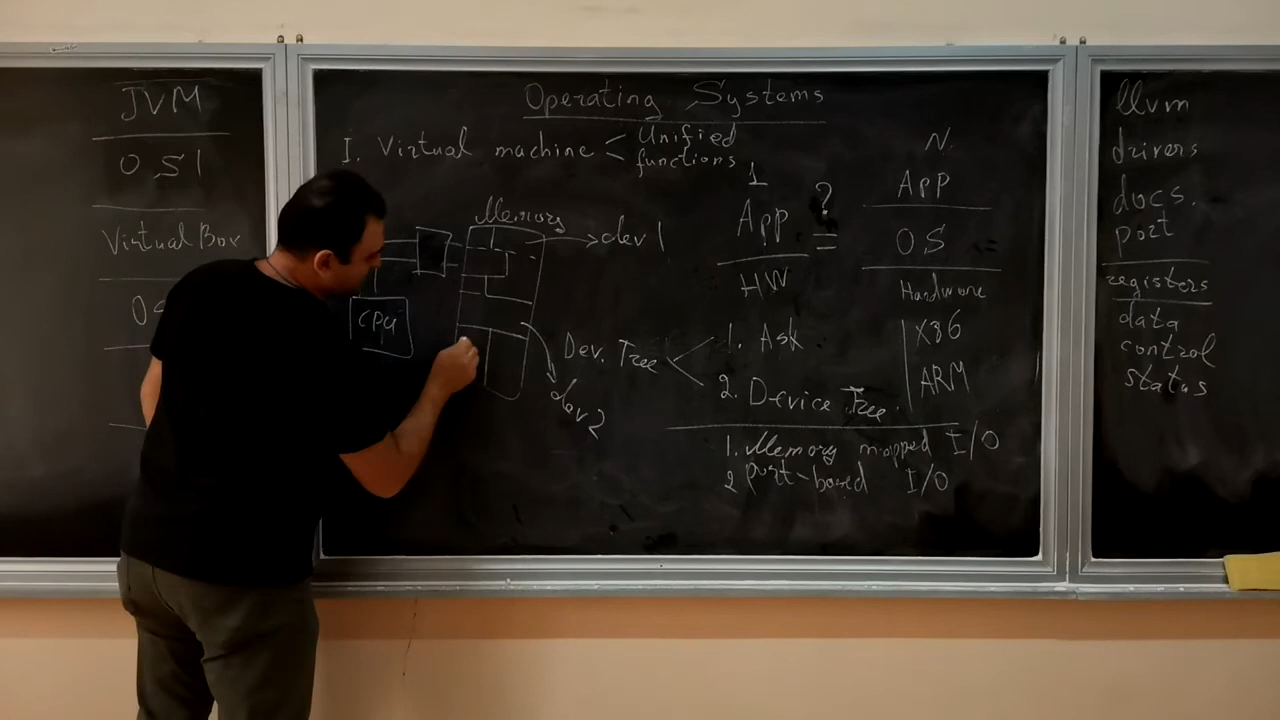 JVM
OS1
VirtualBox
Operating Systems
I. Virtual machine < Unified
functions
Memory
dev 1
CPU
dev 2
1
App
HW
?
=
N.
App
OS
Hardware
X86
ARM
Dev. Tree
1. Ask
2. Device Tree.
1. Memory mapped I/O
2 port-based I/O
llvm
drivers
docs.
port
registers
data
control
status